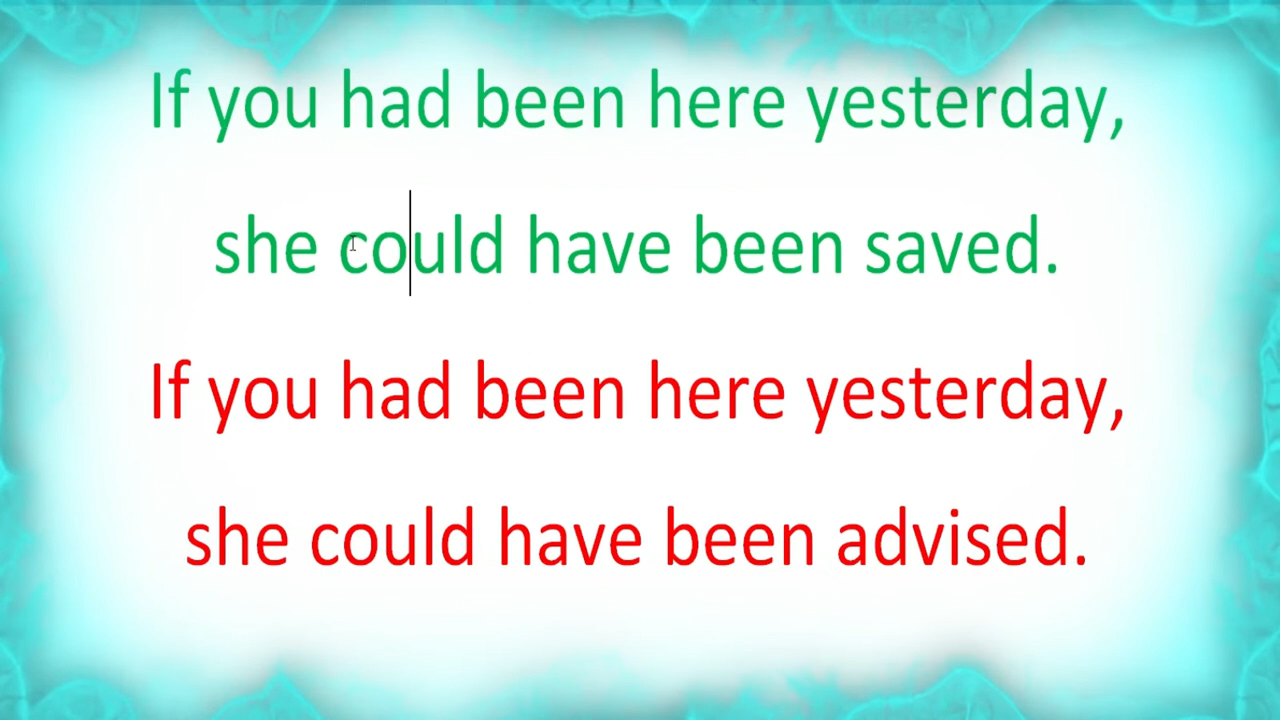 If you had been here yesterday,
she could have been saved.
If you had been here yesterday,
she could have been advised.